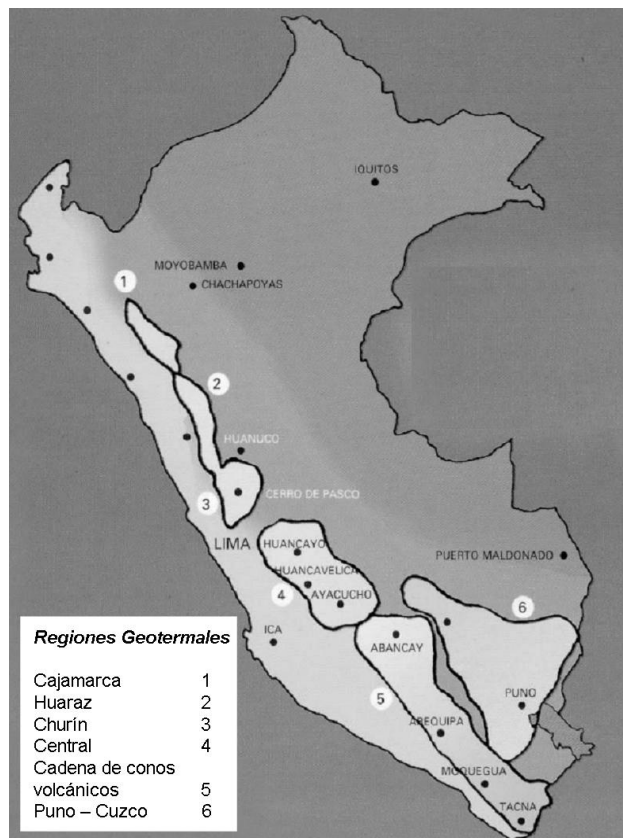 IQUITOS
MOYOBAMBA
CHACHAPOYAS
1
2
HUANUCO
CERRO DE PASCO
3
LIMA
HUANCAYO
PUERTO MALDONADO
HUANCAVELICA
4
AYACUCHO
6
ICA
ABANCAY
5
PUNO
AREQUIPA
MOQUEGUA
TACNA
Regiones Geotermales
Cajamarca 1
Huaraz 2
Churín 3
Central 4
Cadena de conos
volcánicos 5
Puno – Cuzco 6